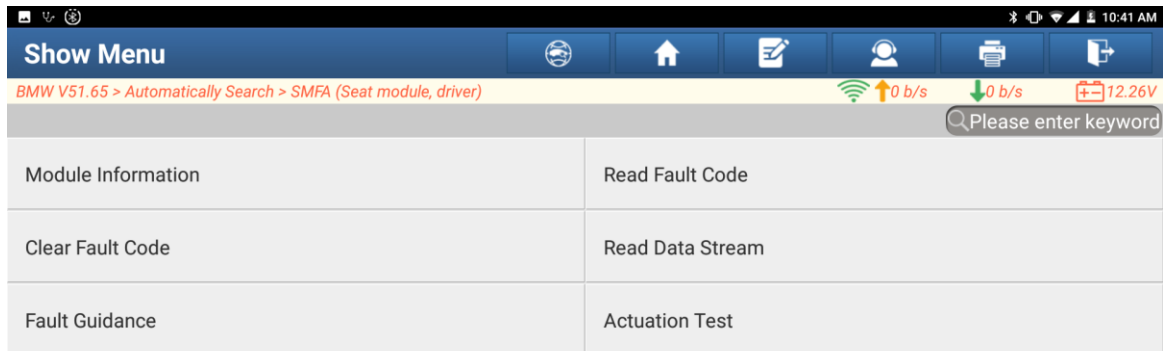 10:41 AM
Show Menu
BMW V51.65 > Automatically Search > SMFA (Seat module, driver) 0 b/s 0 b/s 12.26V
Please enter keyword
Module Information Read Fault Code
Clear Fault Code Read Data Stream
Fault Guidance Actuation Test